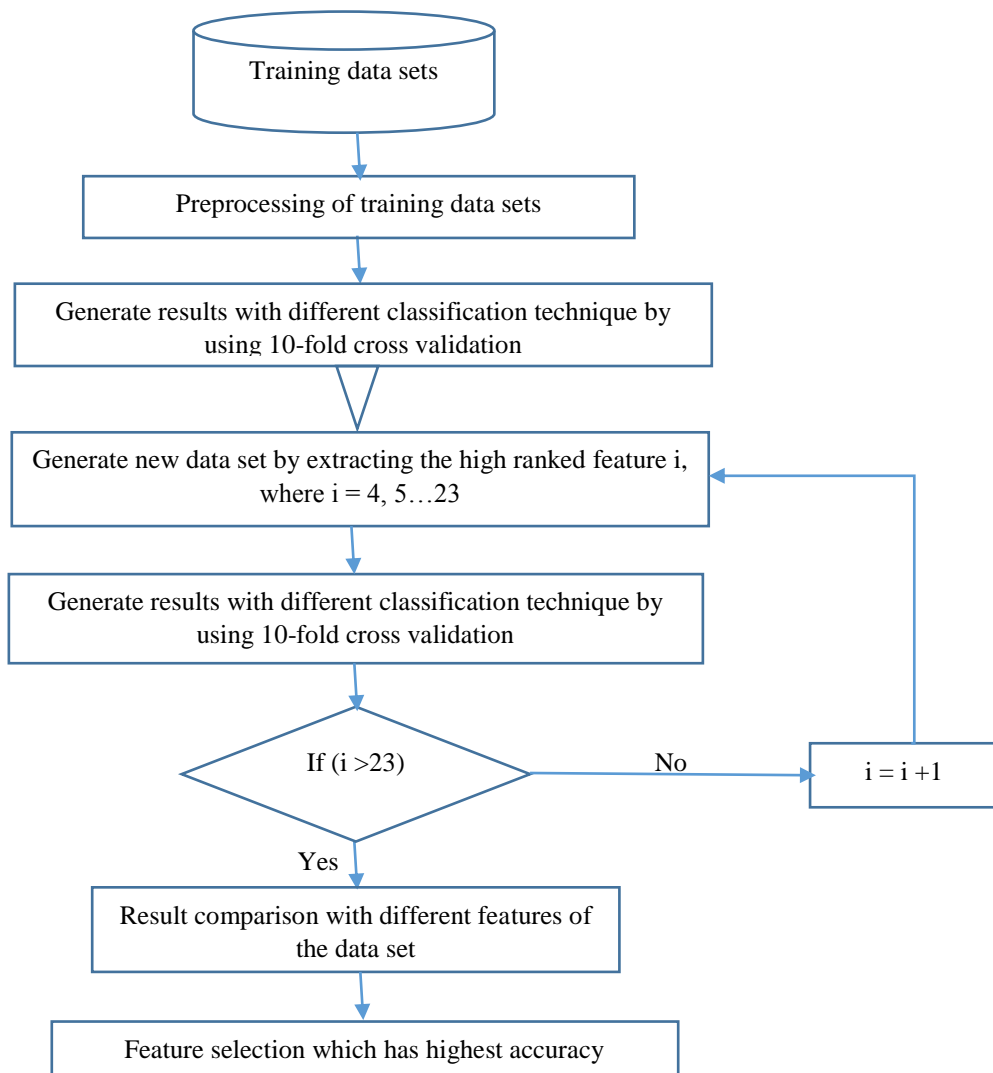 Training data sets
Preprocessing of training data sets
Generate results with different classification technique by
using 10-fold cross validation
Generate new data set by extracting the high ranked feature i,
where i = 4, 5…23
Generate results with different classification technique by
using 10-fold cross validation
If (i >23)
No
i = i +1
Yes
Result comparison with different features of
the data set
Feature selection which has highest accuracy